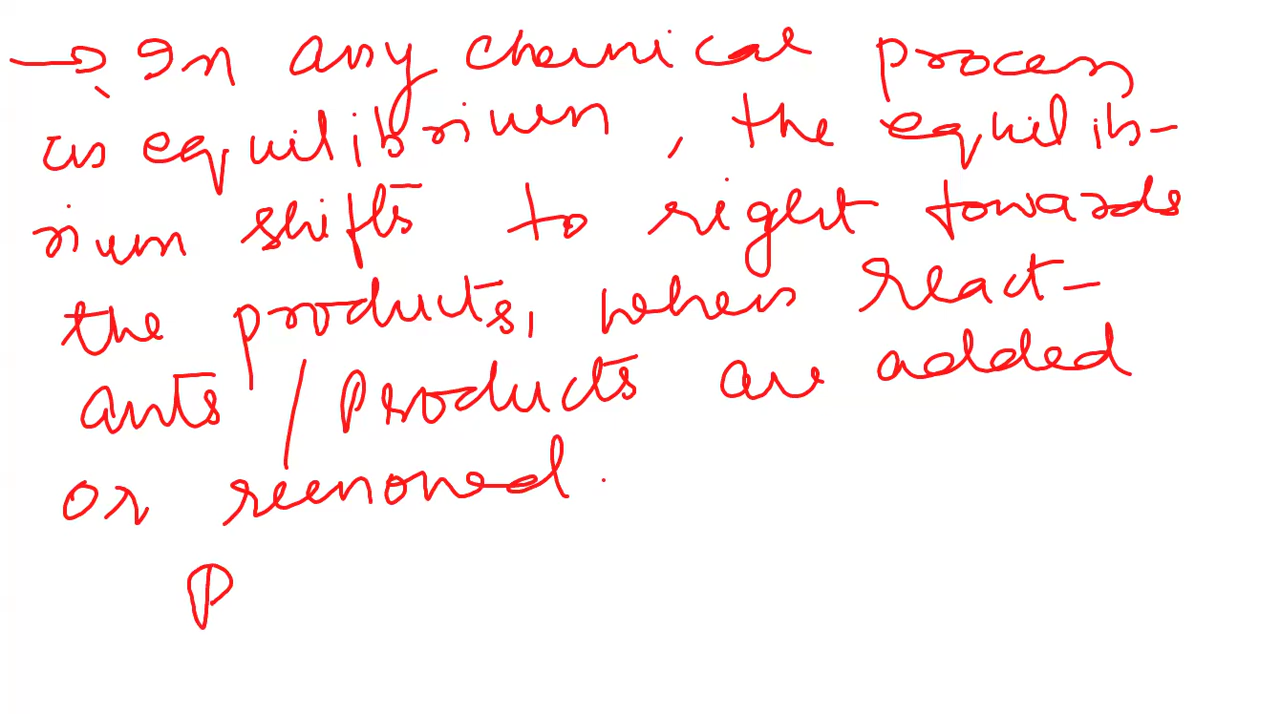 → In any chemical process
in equilibrium, the equilib-
rium shifts to right towards
the products, when react-
ants / Products are added
or removed.
P